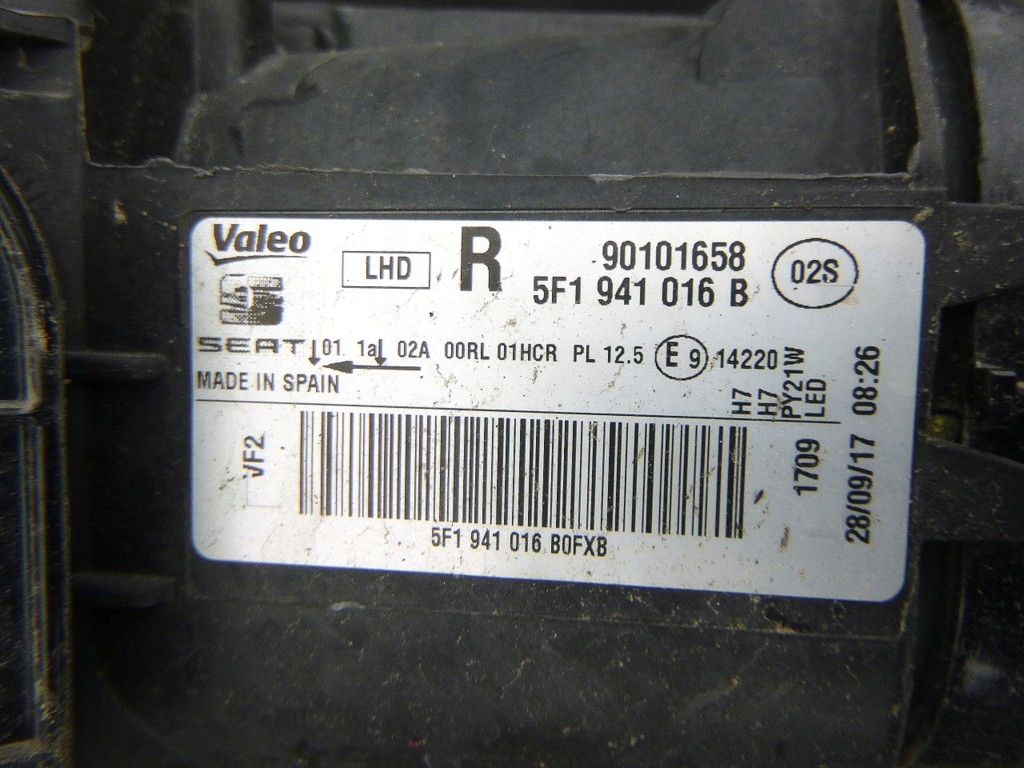 Valeo
LHD
R
90101658
5F1 941 016 B
02S
SEAT
01 1a 02A 00RL 01HCR PL 12.5 E9 14220
MADE IN SPAIN
H7
H7
PY21W
LED
28/09/17 08:26
1709
VF2
5F1 941 016 B0FXB